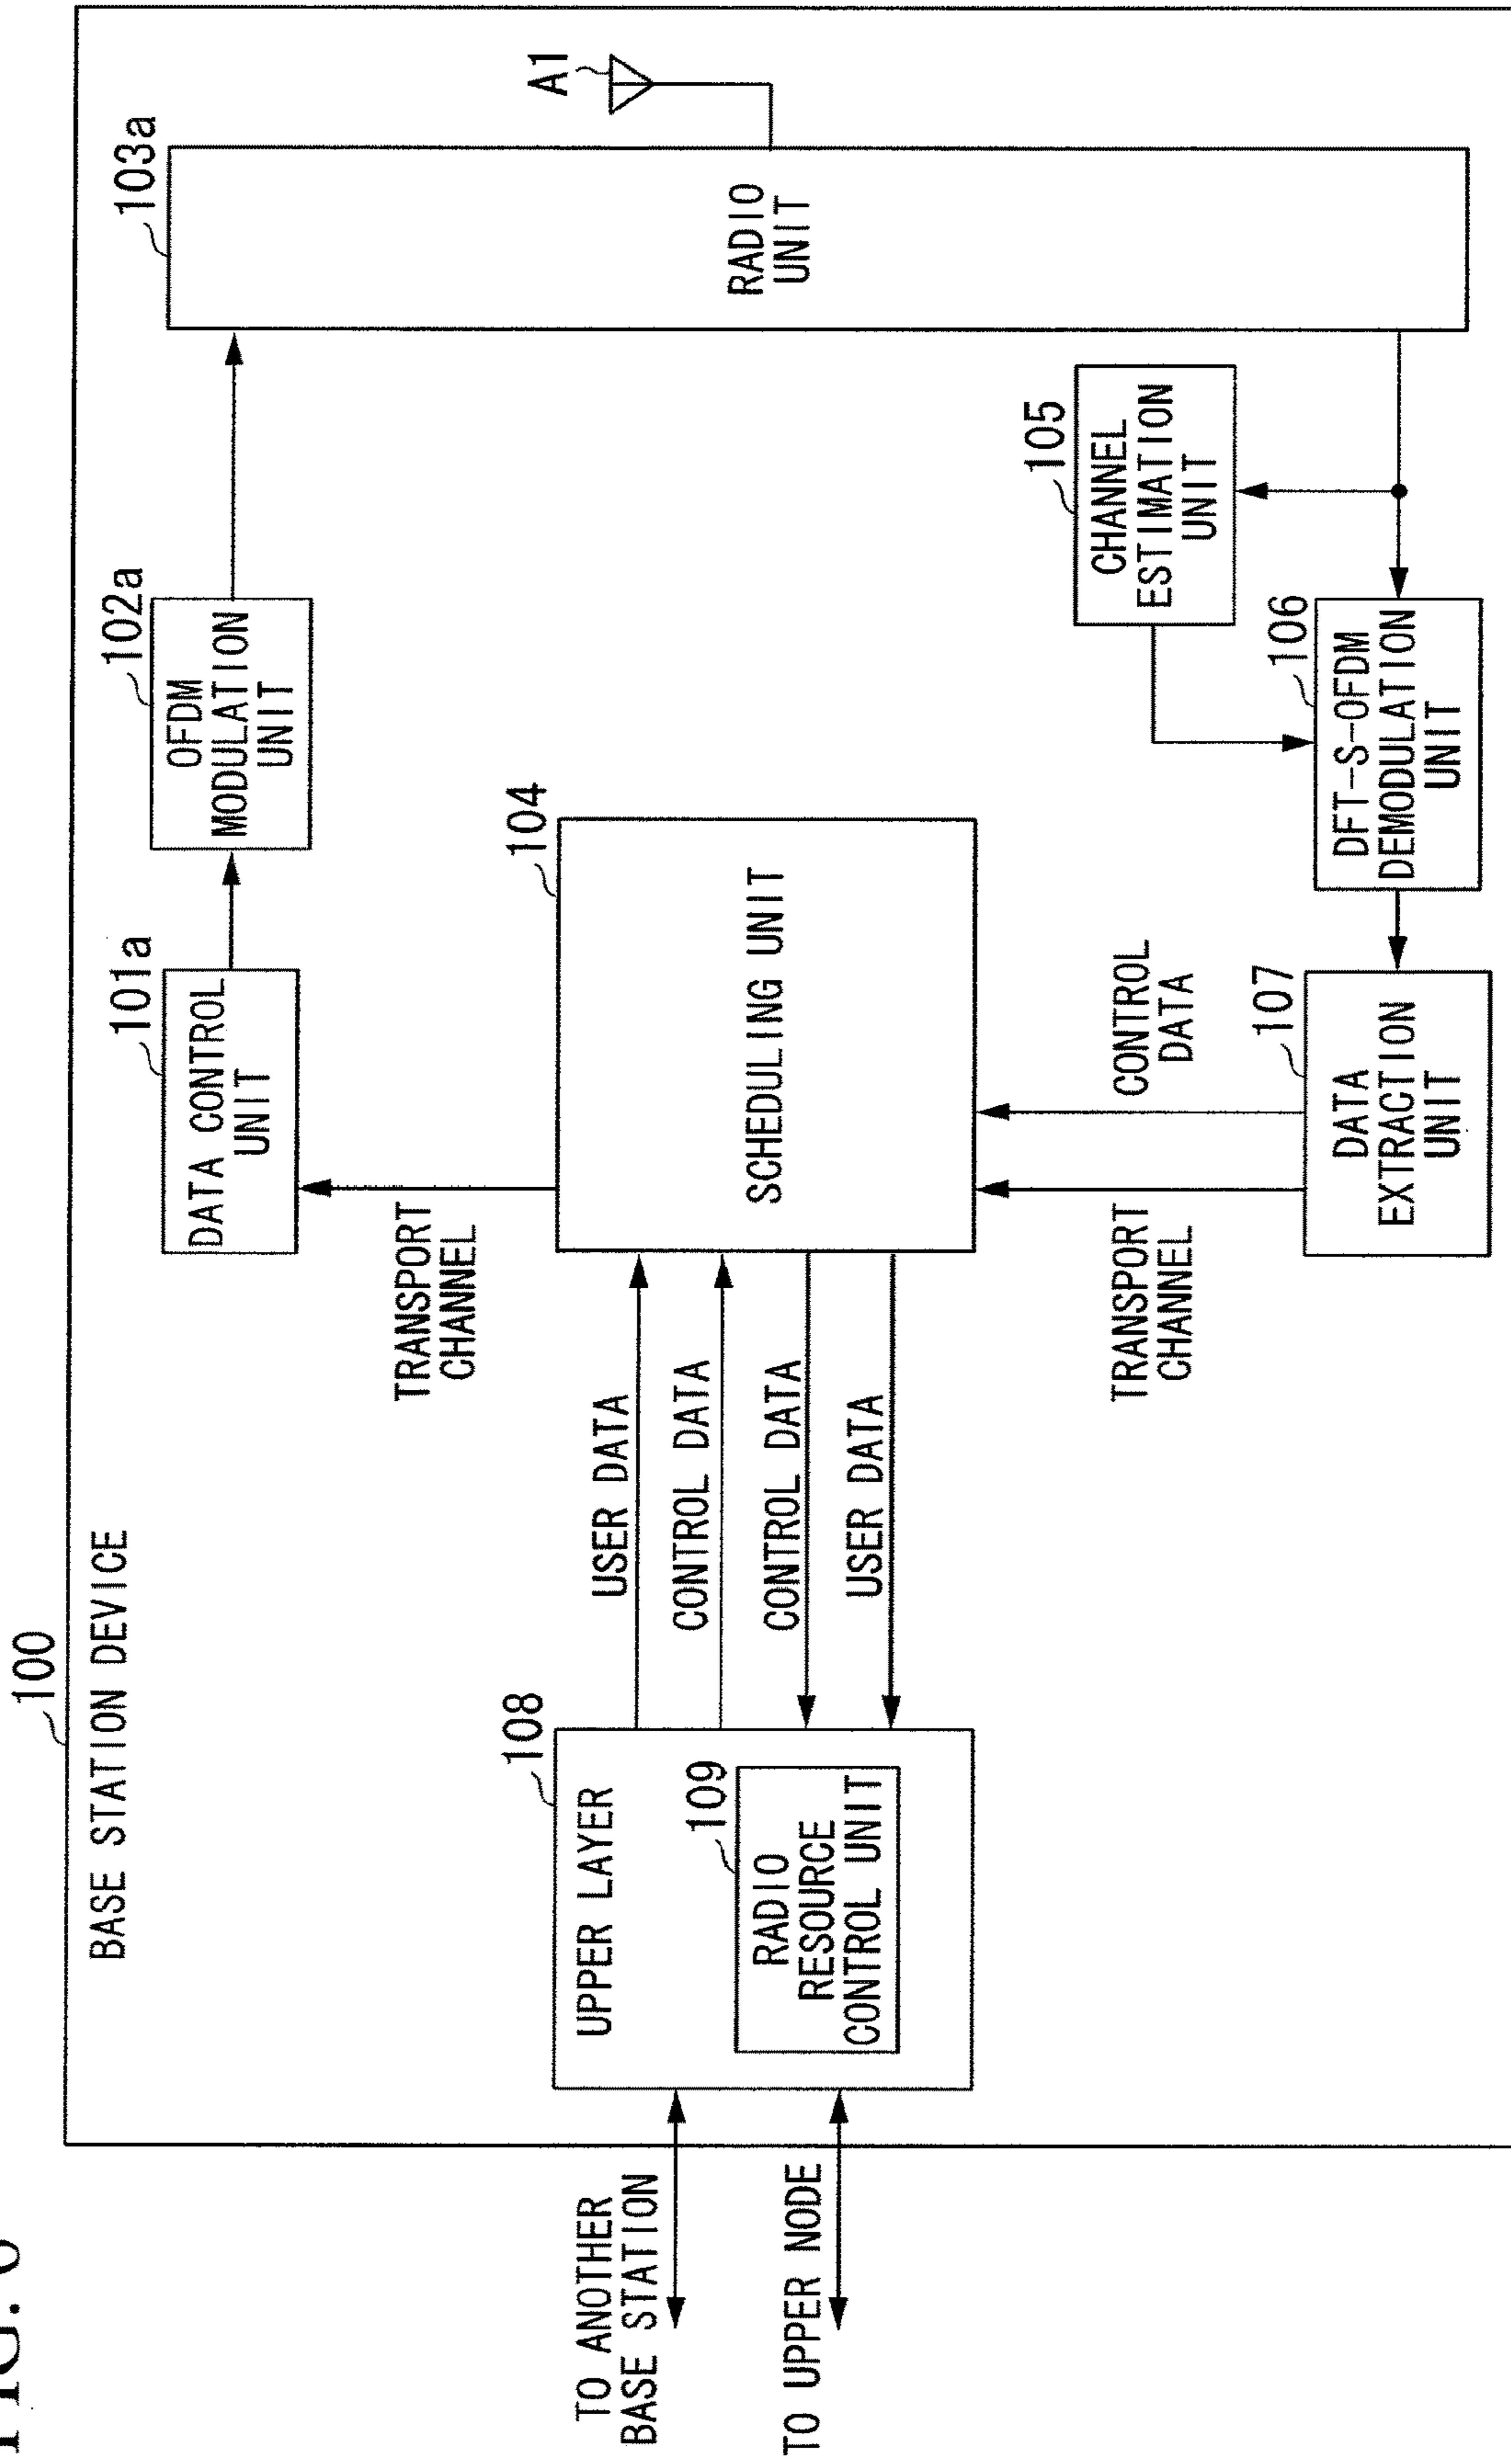 FIG. 6
100
BASE STATION DEVICE
101a
DATA CONTROL
UNIT
102a
OFDM
MODULATION
UNIT
103a
RADIO
UNIT
A1
TRANSPORT
CHANNEL
104
SCHEDULING UNIT
108
UPPER LAYER
109
RADIO
RESOURCE
CONTROL UNIT
USER DATA
CONTROL DATA
CONTROL DATA
USER DATA
TO ANOTHER
BASE STATION
TO UPPER NODE
105
CHANNEL
ESTIMATION
UNIT
TRANSPORT
CHANNEL
CONTROL
DATA
107
DATA
EXTRACTION
UNIT
106
DFT-S-OFDM
DEMODULATION
UNIT